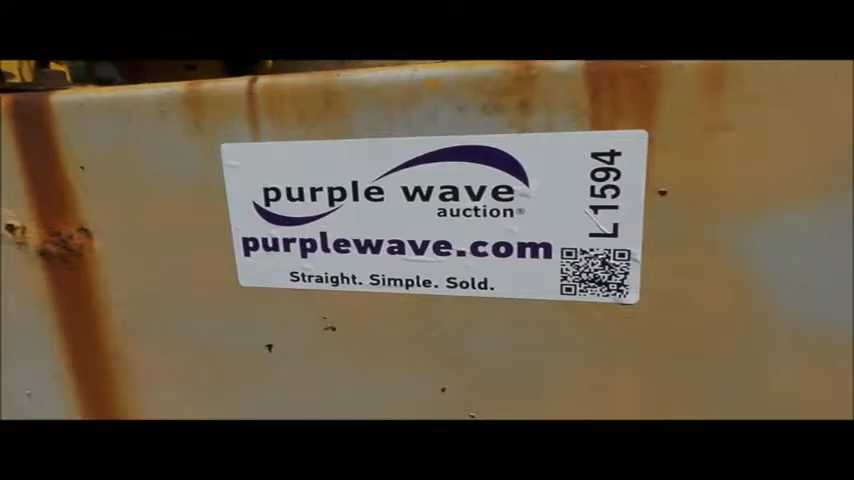 purple wave
auction®
purplewave.com
Straight. Simple. Sold.
L1594